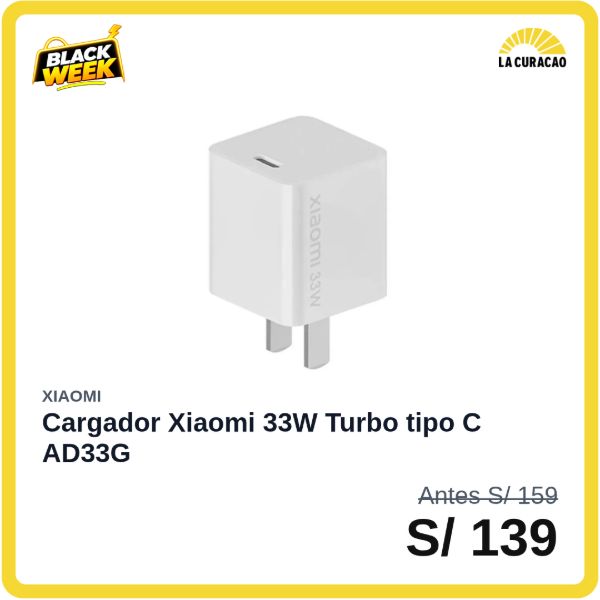 BLACK
WEEK
LA CURACAO
xiaomi 33W
XIAOMI
Cargador Xiaomi 33W Turbo tipo C
AD33G
Antes S/ 159
S/ 139